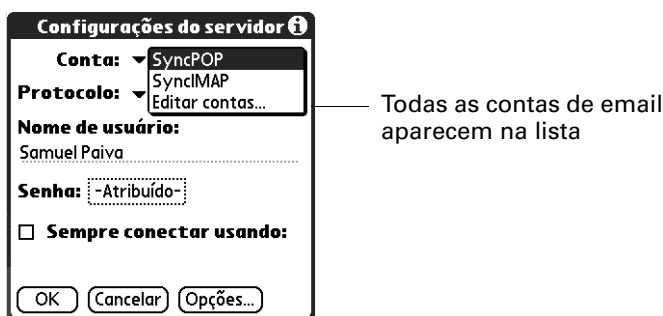 Configurações do servidor
Conta: SyncPOP
SyncIMAP
Editar contas...
Protocolo:
Nome de usuário:
Samuel Paiva
Senha: -Atribuído-
Sempre conectar usando:
OK Cancelar Opções...
Todas as contas de email
aparecem na lista